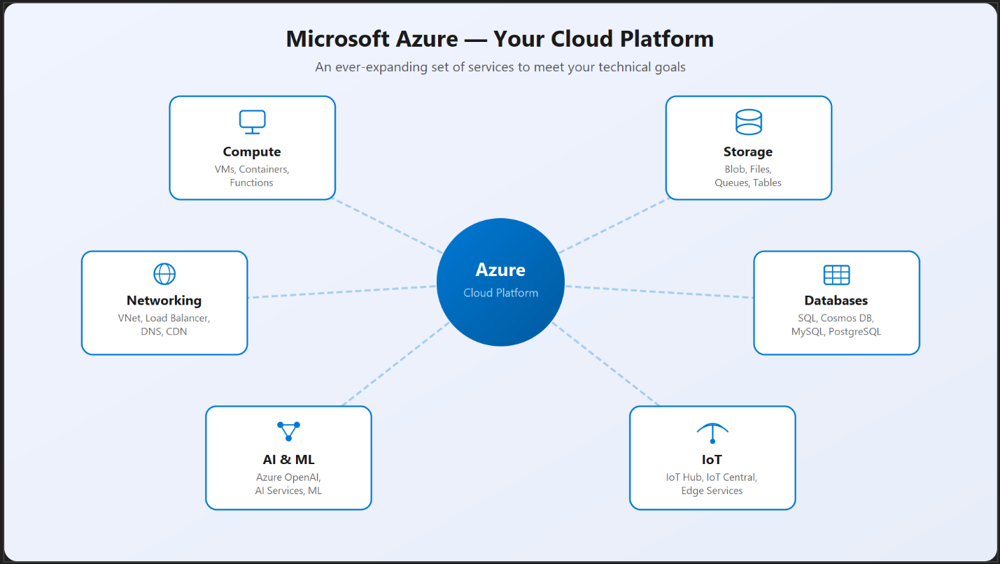 Microsoft Azure — Your Cloud Platform
An ever-expanding set of services to meet your technical goals
Compute
VMs, Containers,
Functions
Storage
Blob, Files,
Queues, Tables
Azure
Cloud Platform
Networking
VNet, Load Balancer,
DNS, CDN
Databases
SQL, Cosmos DB,
MySQL, PostgreSQL
AI & ML
Azure OpenAI,
AI Services, ML
IoT
IoT Hub, IoT Central,
Edge Services